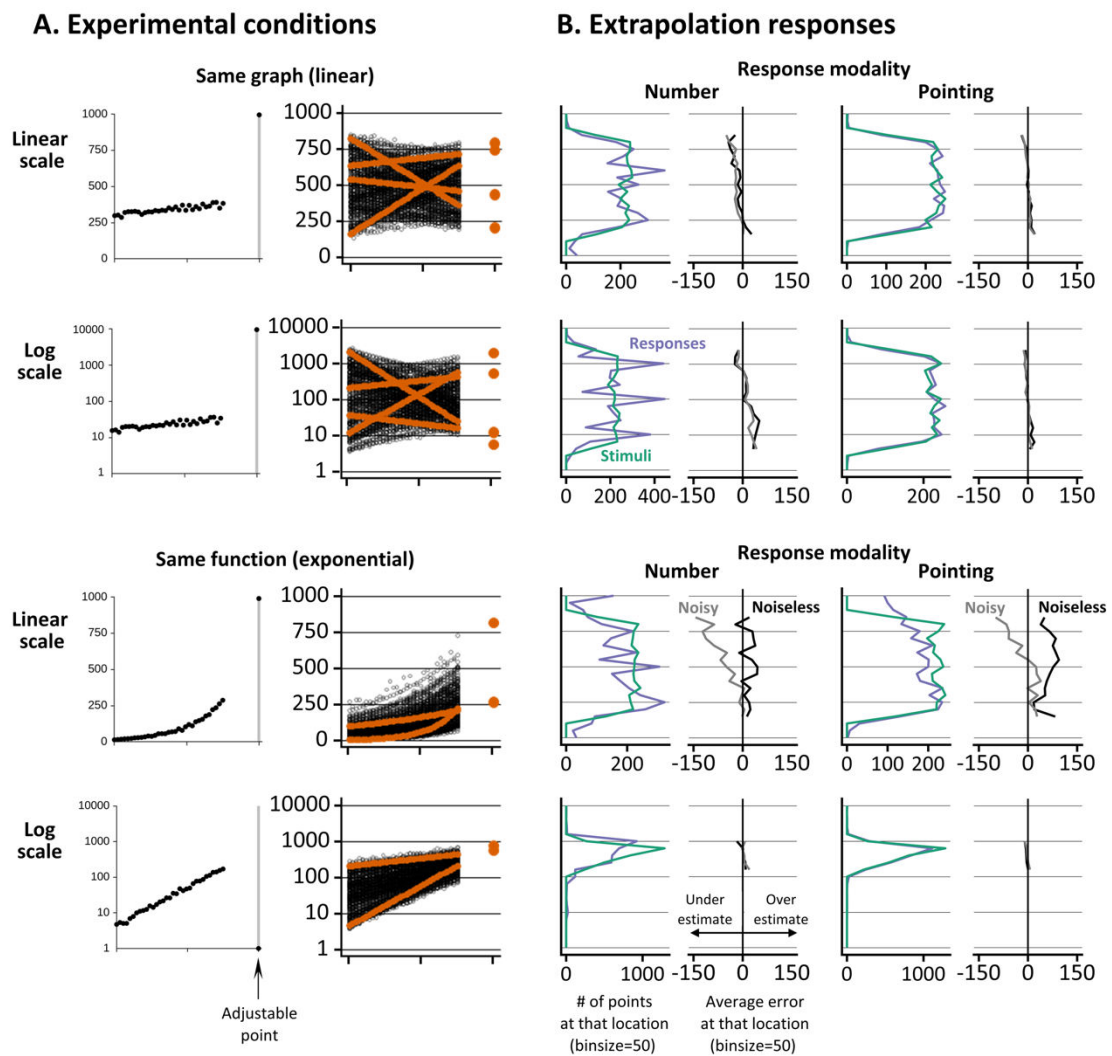 A. Experimental conditions
B. Extrapolation responses
Same graph (linear)
Response modality
Number
Pointing
Linear
scale
1000
750
500
250
0
1000
750
500
250
0
0
200
-150
0
150
0
100
200
-150
0
150
Log
scale
10000
1000
100
10
1
10000
1000
100
10
1
Responses
Stimuli
0
200
400
0
150
0
100
200
-150
0
150
Same function (exponential)
Response modality
Number
Pointing
Linear
scale
1000
750
500
250
0
1000
750
500
250
0
Noisy
Noiseless
Noisy
Noiseless
0
200
-150
0
150
0
100
200
-150
0
150
Log
scale
10000
1000
100
10
1
10000
1000
100
10
1
Under
estimate
Over
estimate
0
1000
-150
0
150
0
1000
-150
0
150
Adjustable
point
# of points
at that location
(binsize=50)
Average error
at that location
(binsize=50)